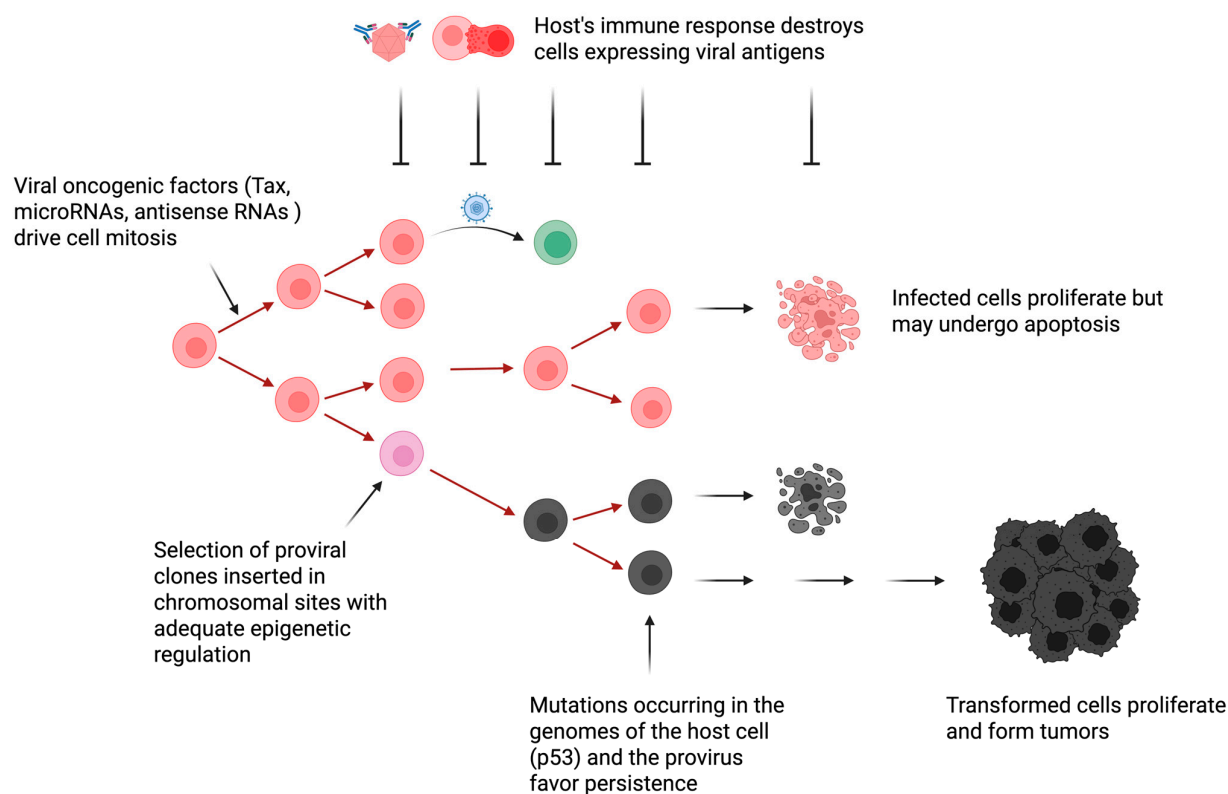 Host's immune response destroys
cells expressing viral antigens
Viral oncogenic factors (Tax,
microRNAs, antisense RNAs )
drive cell mitosis
Infected cells proliferate but
may undergo apoptosis
Selection of proviral
clones inserted in
chromosomal sites with
adequate epigenetic
regulation
Mutations occurring in the
genomes of the host cell
(p53) and the provirus
favor persistence
Transformed cells proliferate
and form tumors